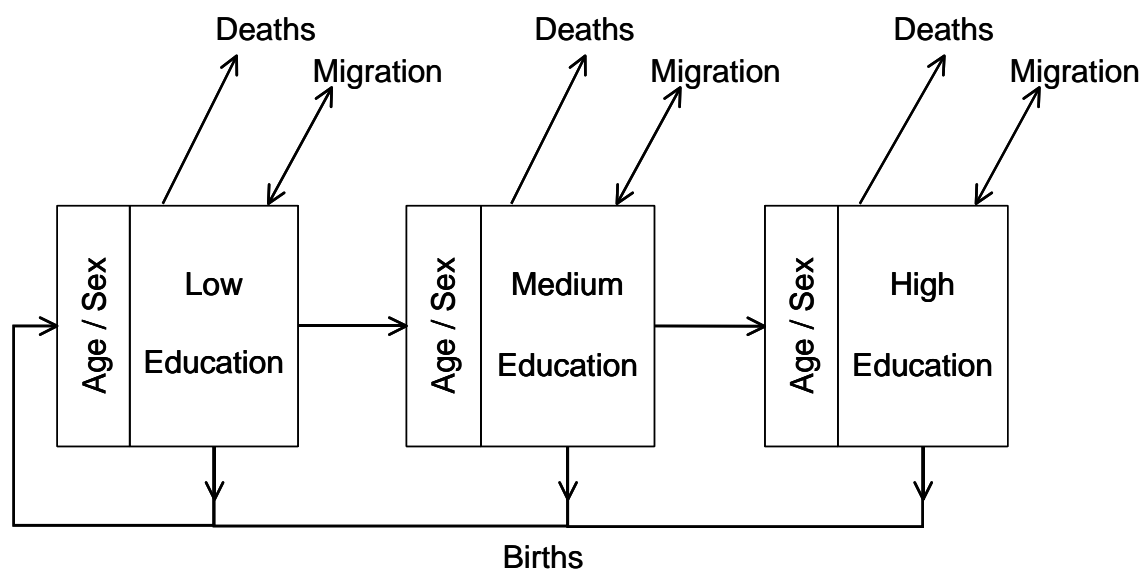 Deaths
Deaths
Deaths
Migration
Migration
Migration
Age / Sex
Low
Education
Age / Sex
Medium
Education
Age / Sex
High
Education
Births